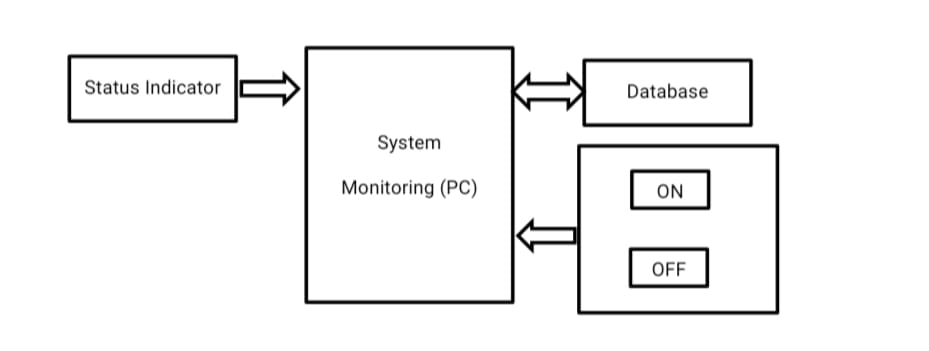 Status Indicator
System
Monitoring (PC)
Database
ON
OFF